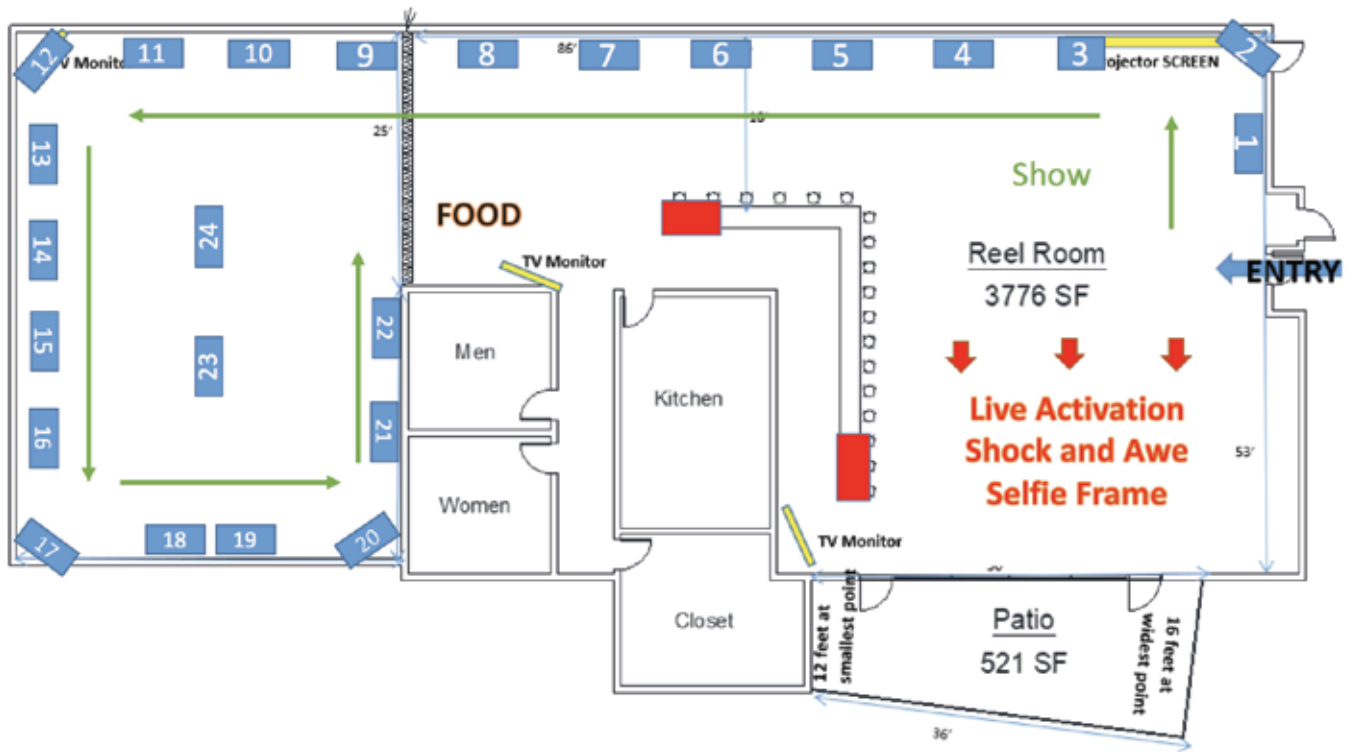 12
11
10
9
8
7
6
5
4
3
2
86'
TV Monitor
rojector SCREEN
1
13
25'
18'
Show
14
24
FOOD
Reel Room
3776 SF
ENTRY
TV Monitor
15
23
22
Men
Kitchen
Live Activation
Shock and Awe
Selfie Frame
16
21
53'
Women
17
18
19
20
TV Monitor
Closet
12 feet at
smallest point
Patio
521 SF
16 feet at
widest point
36'